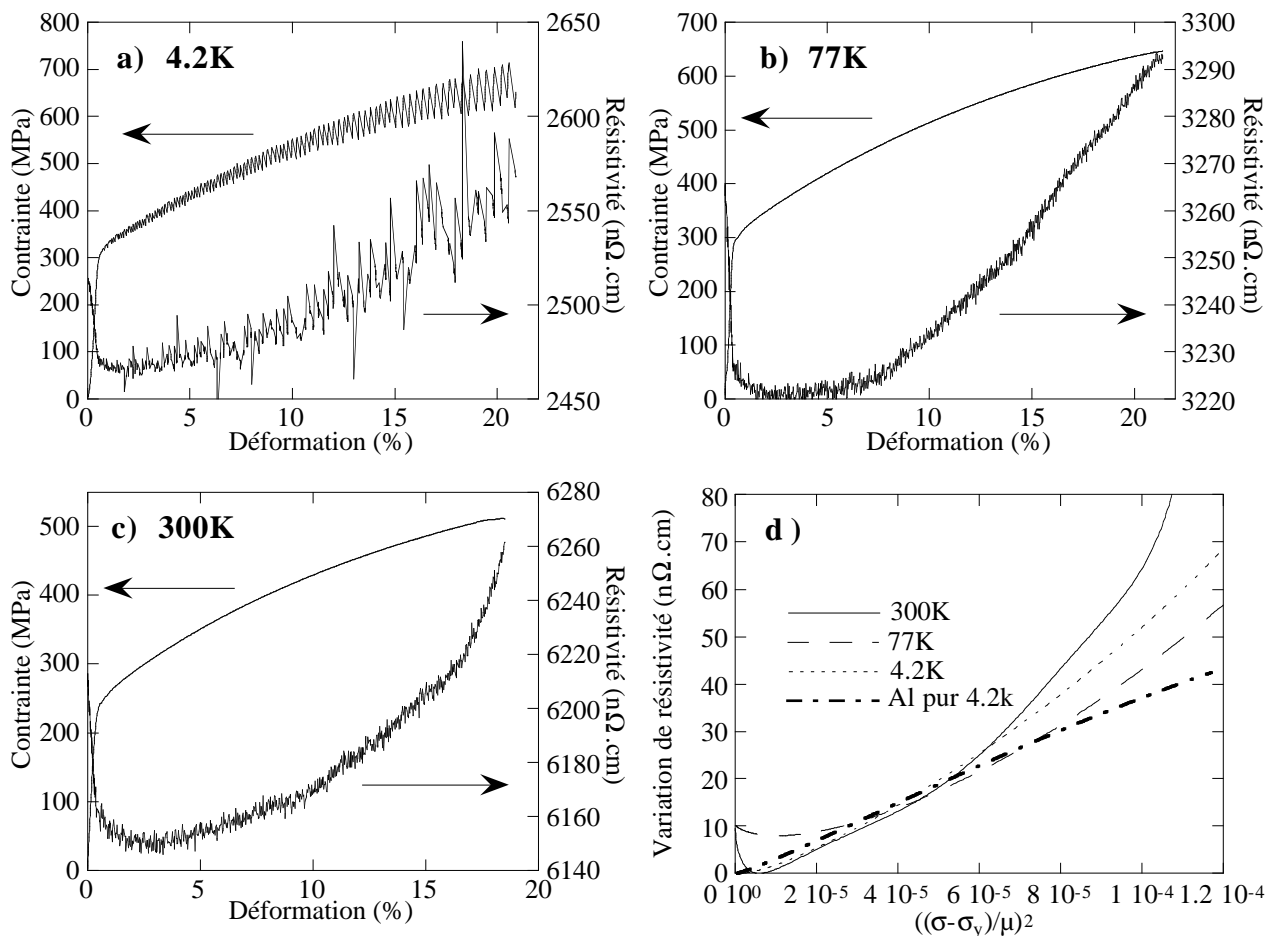 a) 4.2K
800
700
600
500
400
300
200
100
0
Contrainte (MPa)
2650
2600
2550
2500
2450
Résistivité (nΩ.cm)
0 5 10 15 20
Déformation (%)
b) 77K
700
600
500
400
300
200
100
0
Contrainte (MPa)
3300
3290
3280
3270
3260
3250
3240
3230
3220
Résistivité (nΩ.cm)
0 5 10 15 20
Déformation (%)
c) 300K
500
400
300
200
100
0
Contrainte (MPa)
6280
6260
6240
6220
6200
6180
6160
6140
Résistivité (nΩ.cm)
0 5 10 15 20
Déformation (%)
d )
80
70
60
50
40
30
20
10
0
Variation de résistivité (nΩ.cm)
300K
77K
4.2K
Al pur 4.2k
0 10⁰ 2 10⁻⁵ 4 10⁻⁵ 6 10⁻⁵ 8 10⁻⁵ 1 10⁻⁴ 1.2 10⁻⁴
((σ-σy)/μ)²